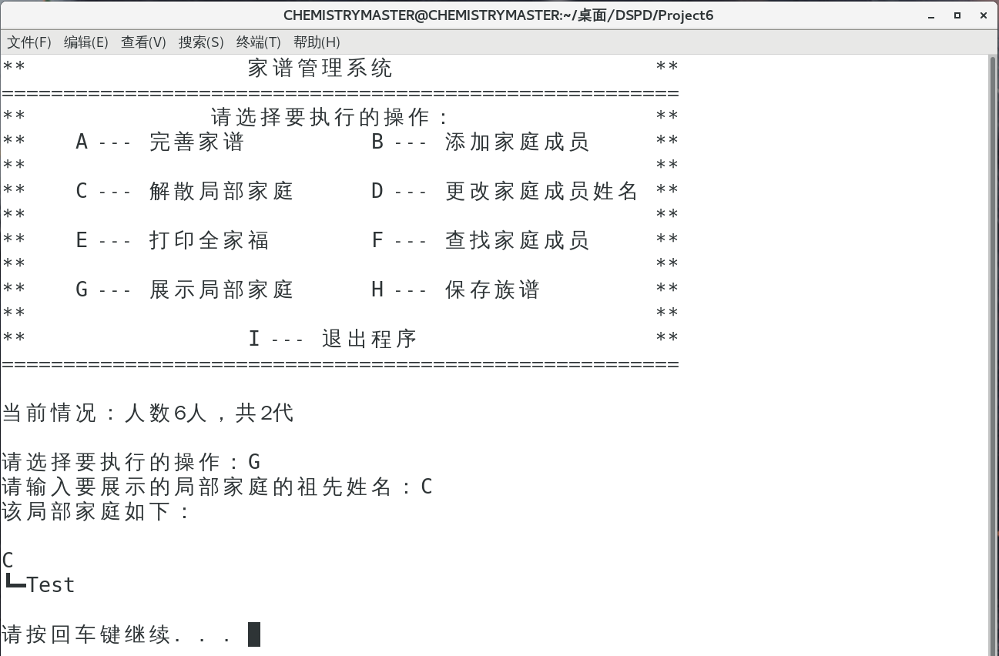 CHEMISTRYMASTER@CHEMISTRYMASTER:~/桌面/DSPD/Project6
文件(F) 编辑(E) 查看(V) 搜索(S) 终端(T) 帮助(H)
** 家谱管理系统 **
=======================================================
** 请选择要执行的操作： **
** A --- 完善家谱 B --- 添加家庭成员 **
** **
** C --- 解散局部家庭 D --- 更改家庭成员姓名 **
** **
** E --- 打印全家福 F --- 查找家庭成员 **
** **
** G --- 展示局部家庭 H --- 保存族谱 **
** **
** I --- 退出程序 **
=======================================================
当前情况：人数6人，共2代
请选择要执行的操作：G
请输入要展示的局部家庭的祖先姓名：C
该局部家庭如下：
C
┗━Test
请按回车键继续. . .